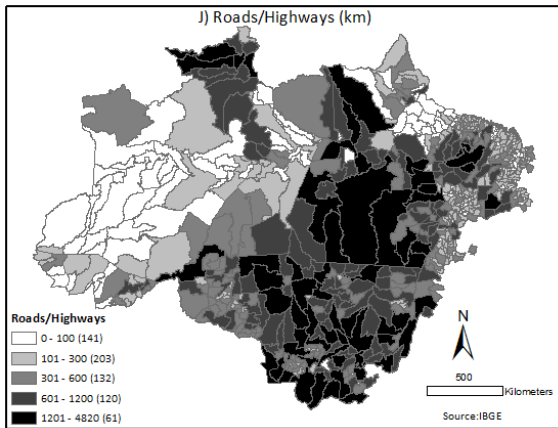 J) Roads/Highways (km)
Roads/Highways
0 - 100 (141)
101 - 300 (203)
301 - 600 (132)
601 - 1200 (120)
1201 - 4820 (61)
N
500
Kilometers
Source:IBGE